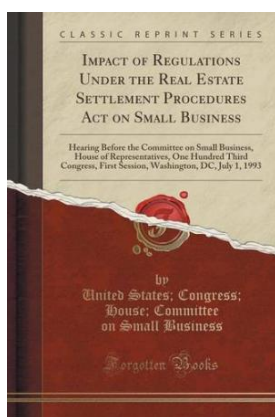 CLASSIC REPRINT SERIES
IMPACT OF REGULATIONS
UNDER THE REAL ESTATE
SETTLEMENT PROCEDURES
ACT ON SMALL BUSINESS
Hearing Before the Committee on Small Business,
House of Representatives, One Hundred Third
Congress, First Session, Washington, DC, July 1, 1993
by
United States; Congress;
House; Committee
on Small Business
Forgotten Books